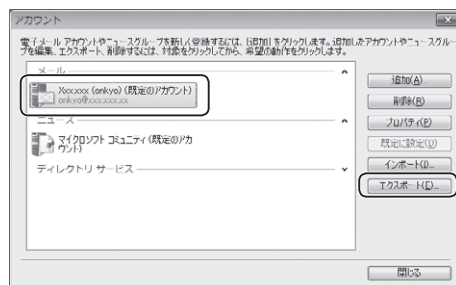 アカウント
電子メール アカウントやニュースグループを新しく登録するには、[追加] をクリックします。追加したアカウントやニュースグルー
プを編集、エクスポート、削除するには、対象をクリックしてから、希望の動作をクリックします。
メール
Xxx.xxx (onkyo) (既定のアカウント)
onkyo@xxx.xxx.xx
追加(A)
削除(R)
ニュース
プロパティ(P)
マイクロソフト コミュニティ (既定のアカ
ウント)
既定に設定(D)
ディレクトリ サービス
インポート(I)...
エクスポート(E)...
閉じる